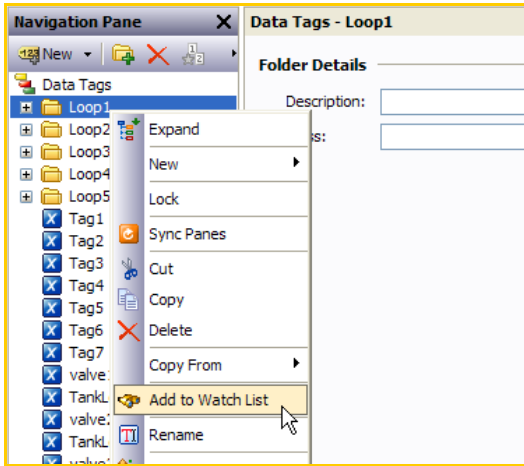 Navigation Pane
Data Tags - Loop1
New
Folder Details
Data Tags
Description:
Loop1
Loop2
Loop3
Loop4
Loop5
Tag1
Tag2
Tag3
Tag4
Tag5
Tag6
Tag7
Expand
New
Lock
Sync Panes
Cut
Copy
Delete
Copy From
Add to Watch List
Rename